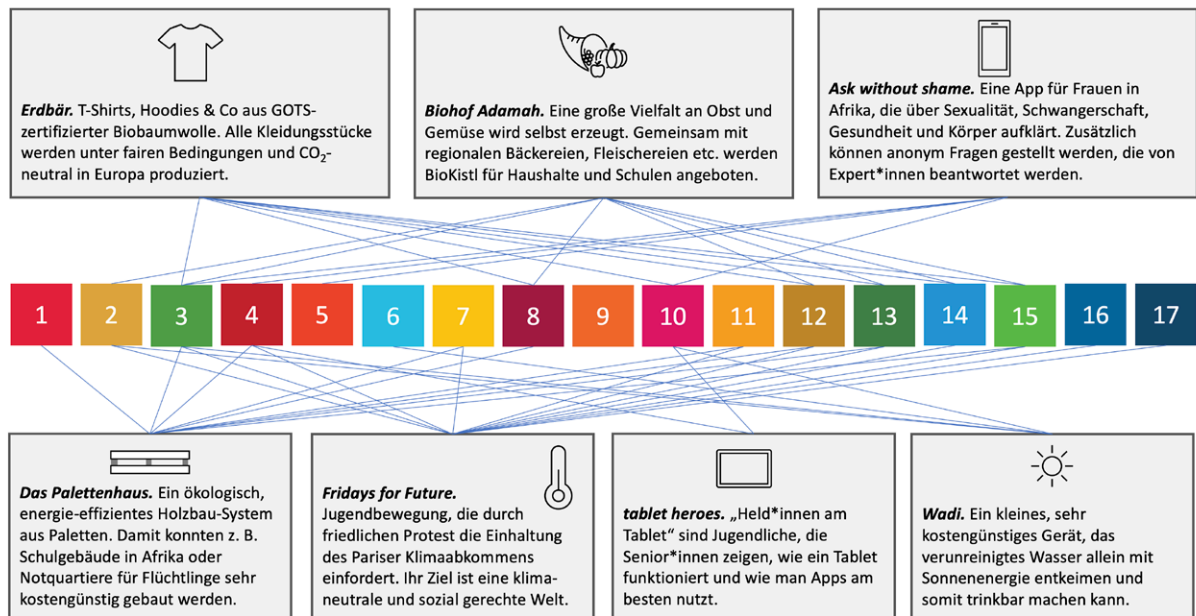 Erdbär. T-Shirts, Hoodies & Co aus GOTS-
zertifizierter Biobaumwolle. Alle Kleidungsstücke
werden unter fairen Bedingungen und CO₂-
neutral in Europa produziert.
Biohof Adamah. Eine große Vielfalt an Obst und
Gemüse wird selbst erzeugt. Gemeinsam mit
regionalen Bäckereien, Fleischereien etc. werden
BioKistl für Haushalte und Schulen angeboten.
Ask without shame. Eine App für Frauen in
Afrika, die über Sexualität, Schwangerschaft,
Gesundheit und Körper aufklärt. Zusätzlich
können anonym Fragen gestellt werden, die von
Expert*innen beantwortet werden.
1 2 3 4 5 6 7 8 9 10 11 12 13 14 15 16 17
Das Palettenhaus. Ein ökologisch,
energie-effizientes Holzbau-System
aus Paletten. Damit konnten z. B.
Schulgebäude in Afrika oder
Notquartiere für Flüchtlinge sehr
kostengünstig gebaut werden.
Fridays for Future.
Jugendbewegung, die durch
friedlichen Protest die Einhaltung
des Pariser Klimaabkommens
einfordert. Ihr Ziel ist eine klima-
neutrale und sozial gerechte Welt.
tablet heroes. „Held*innen am
Tablet“ sind Jugendliche, die
Senior*innen zeigen, wie ein Tablet
funktioniert und wie man Apps am
besten nutzt.
Wadi. Ein kleines, sehr
kostengünstiges Gerät, das
verunreinigtes Wasser allein mit
Sonnenenergie entkeimen und
somit trinkbar machen kann.